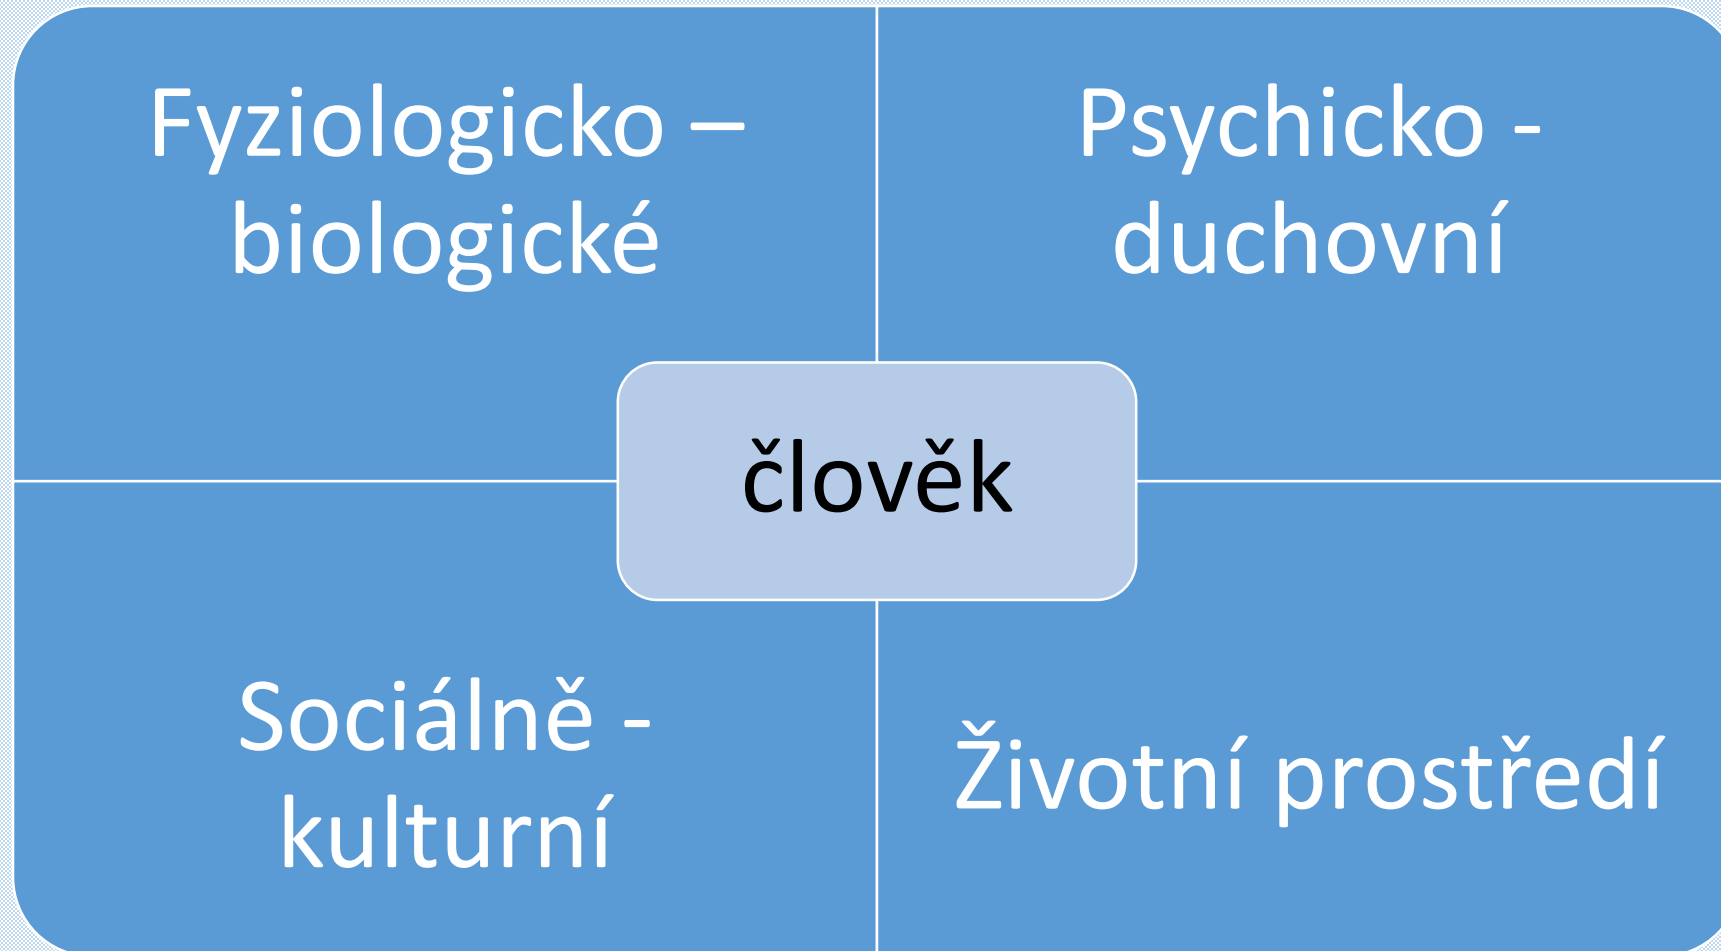 Fyziologicko –
biologické
Psychicko -
duchovní
člověk
Sociálně -
kulturní
Životní prostředí